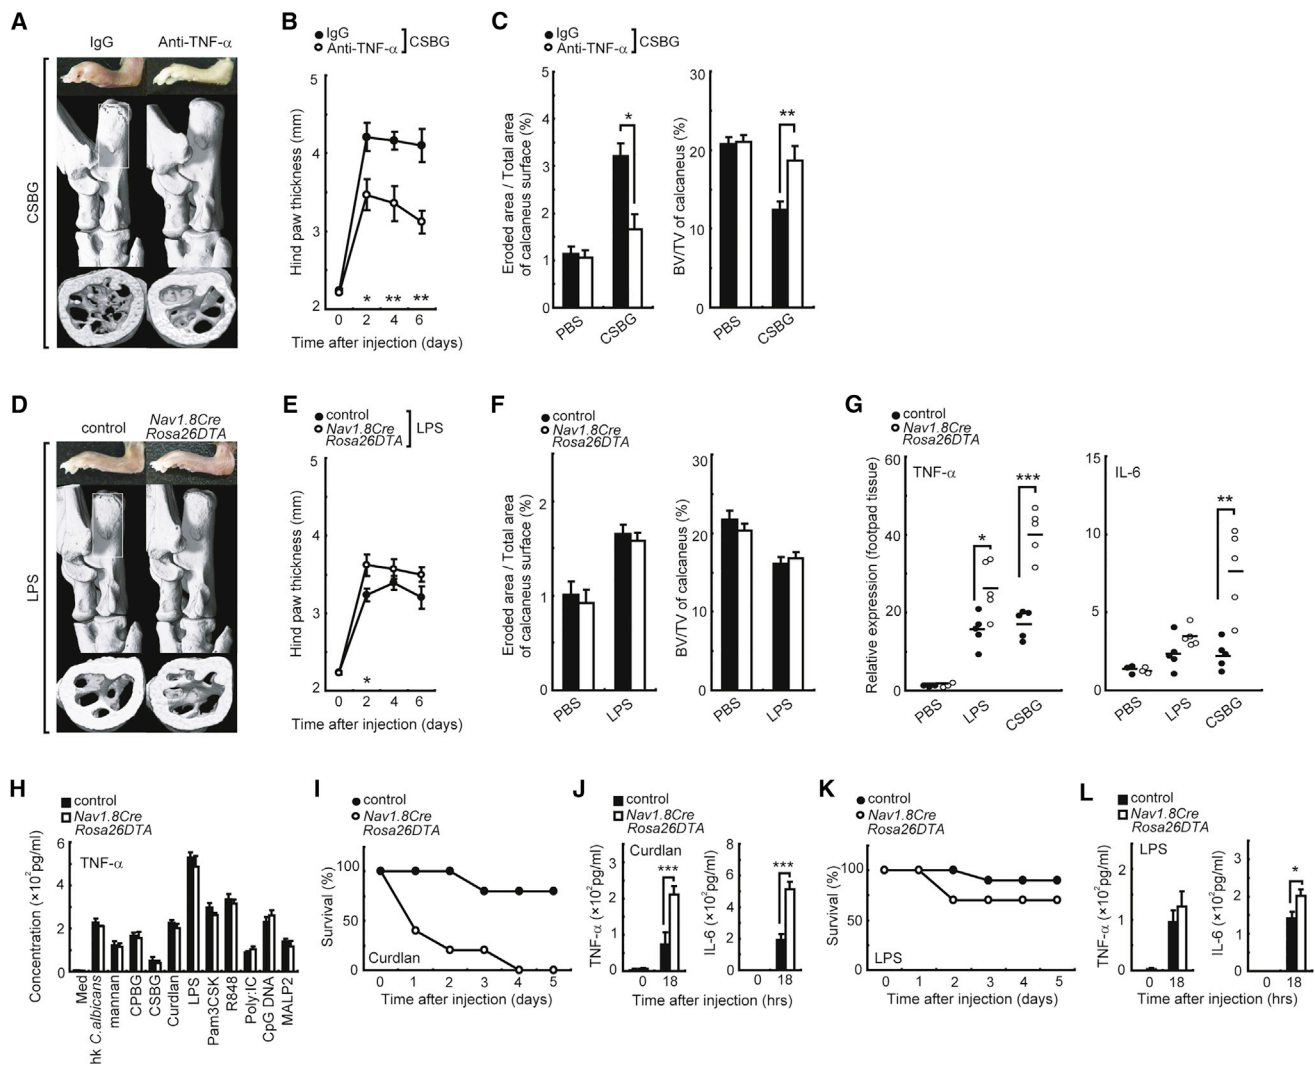 A
IgG
Anti-TNF-α
CSBG
B
IgG
Anti-TNF-α
CSBG
Hind paw thickness (mm)
5
4
3
2
* ** **
0 2 4 6
Time after injection (days)
C
IgG
Anti-TNF-α
CSBG
Eroded area / Total area
of calcaneus surface (%)
5
4
3
2
1
0
*
PBS
CSBG
BV/TV of calcaneus (%)
30
20
10
0
**
PBS
CSBG
D
control
Nav1.8Cre
Rosa26DTA
LPS
E
control
Nav1.8Cre
Rosa26DTA
LPS
Hind paw thickness (mm)
5
4
3
2
*
0 2 4 6
Time after injection (days)
F
control
Nav1.8Cre
Rosa26DTA
Eroded area / Total area
of calcaneus surface (%)
2
1
0
PBS
LPS
BV/TV of calcaneus (%)
30
20
10
0
PBS
LPS
G
control
Nav1.8Cre
Rosa26DTA
Relative expression (footpad tissue)
60
40
20
0
TNF-α
*
***
PBS
LPS
CSBG
15
10
5
0
IL-6
**
PBS
LPS
CSBG
H
control
Nav1.8Cre
Rosa26DTA
Concentration (×10²pg/ml)
6
4
2
0
TNF-α
Med
hk C.albicans
mannan
CPBG
CSBG
Curdlan
LPS
Pam3CSK
R848
Poly:IC
CpG DNA
MALP2
I
control
Nav1.8Cre
Rosa26DTA
Survival (%)
100
50
0
Curdlan
0 1 2 3 4 5
Time after injection (days)
J
control
Nav1.8Cre
Rosa26DTA
TNF-α (×10²pg/ml)
3
2
1
0
Curdlan
***
0 18
IL-6 (×10²pg/ml)
8
6
4
2
0
***
0 18
Time after injection (hrs)
K
control
Nav1.8Cre
Rosa26DTA
Survival (%)
100
50
0
LPS
0 1 2 3 4 5
Time after injection (days)
L
control
Nav1.8Cre
Rosa26DTA
TNF-α (×10²pg/ml)
2
1
0
LPS
0 18
IL-6 (×10²pg/ml)
3
2
1
0
*
0 18
Time after injection (hrs)